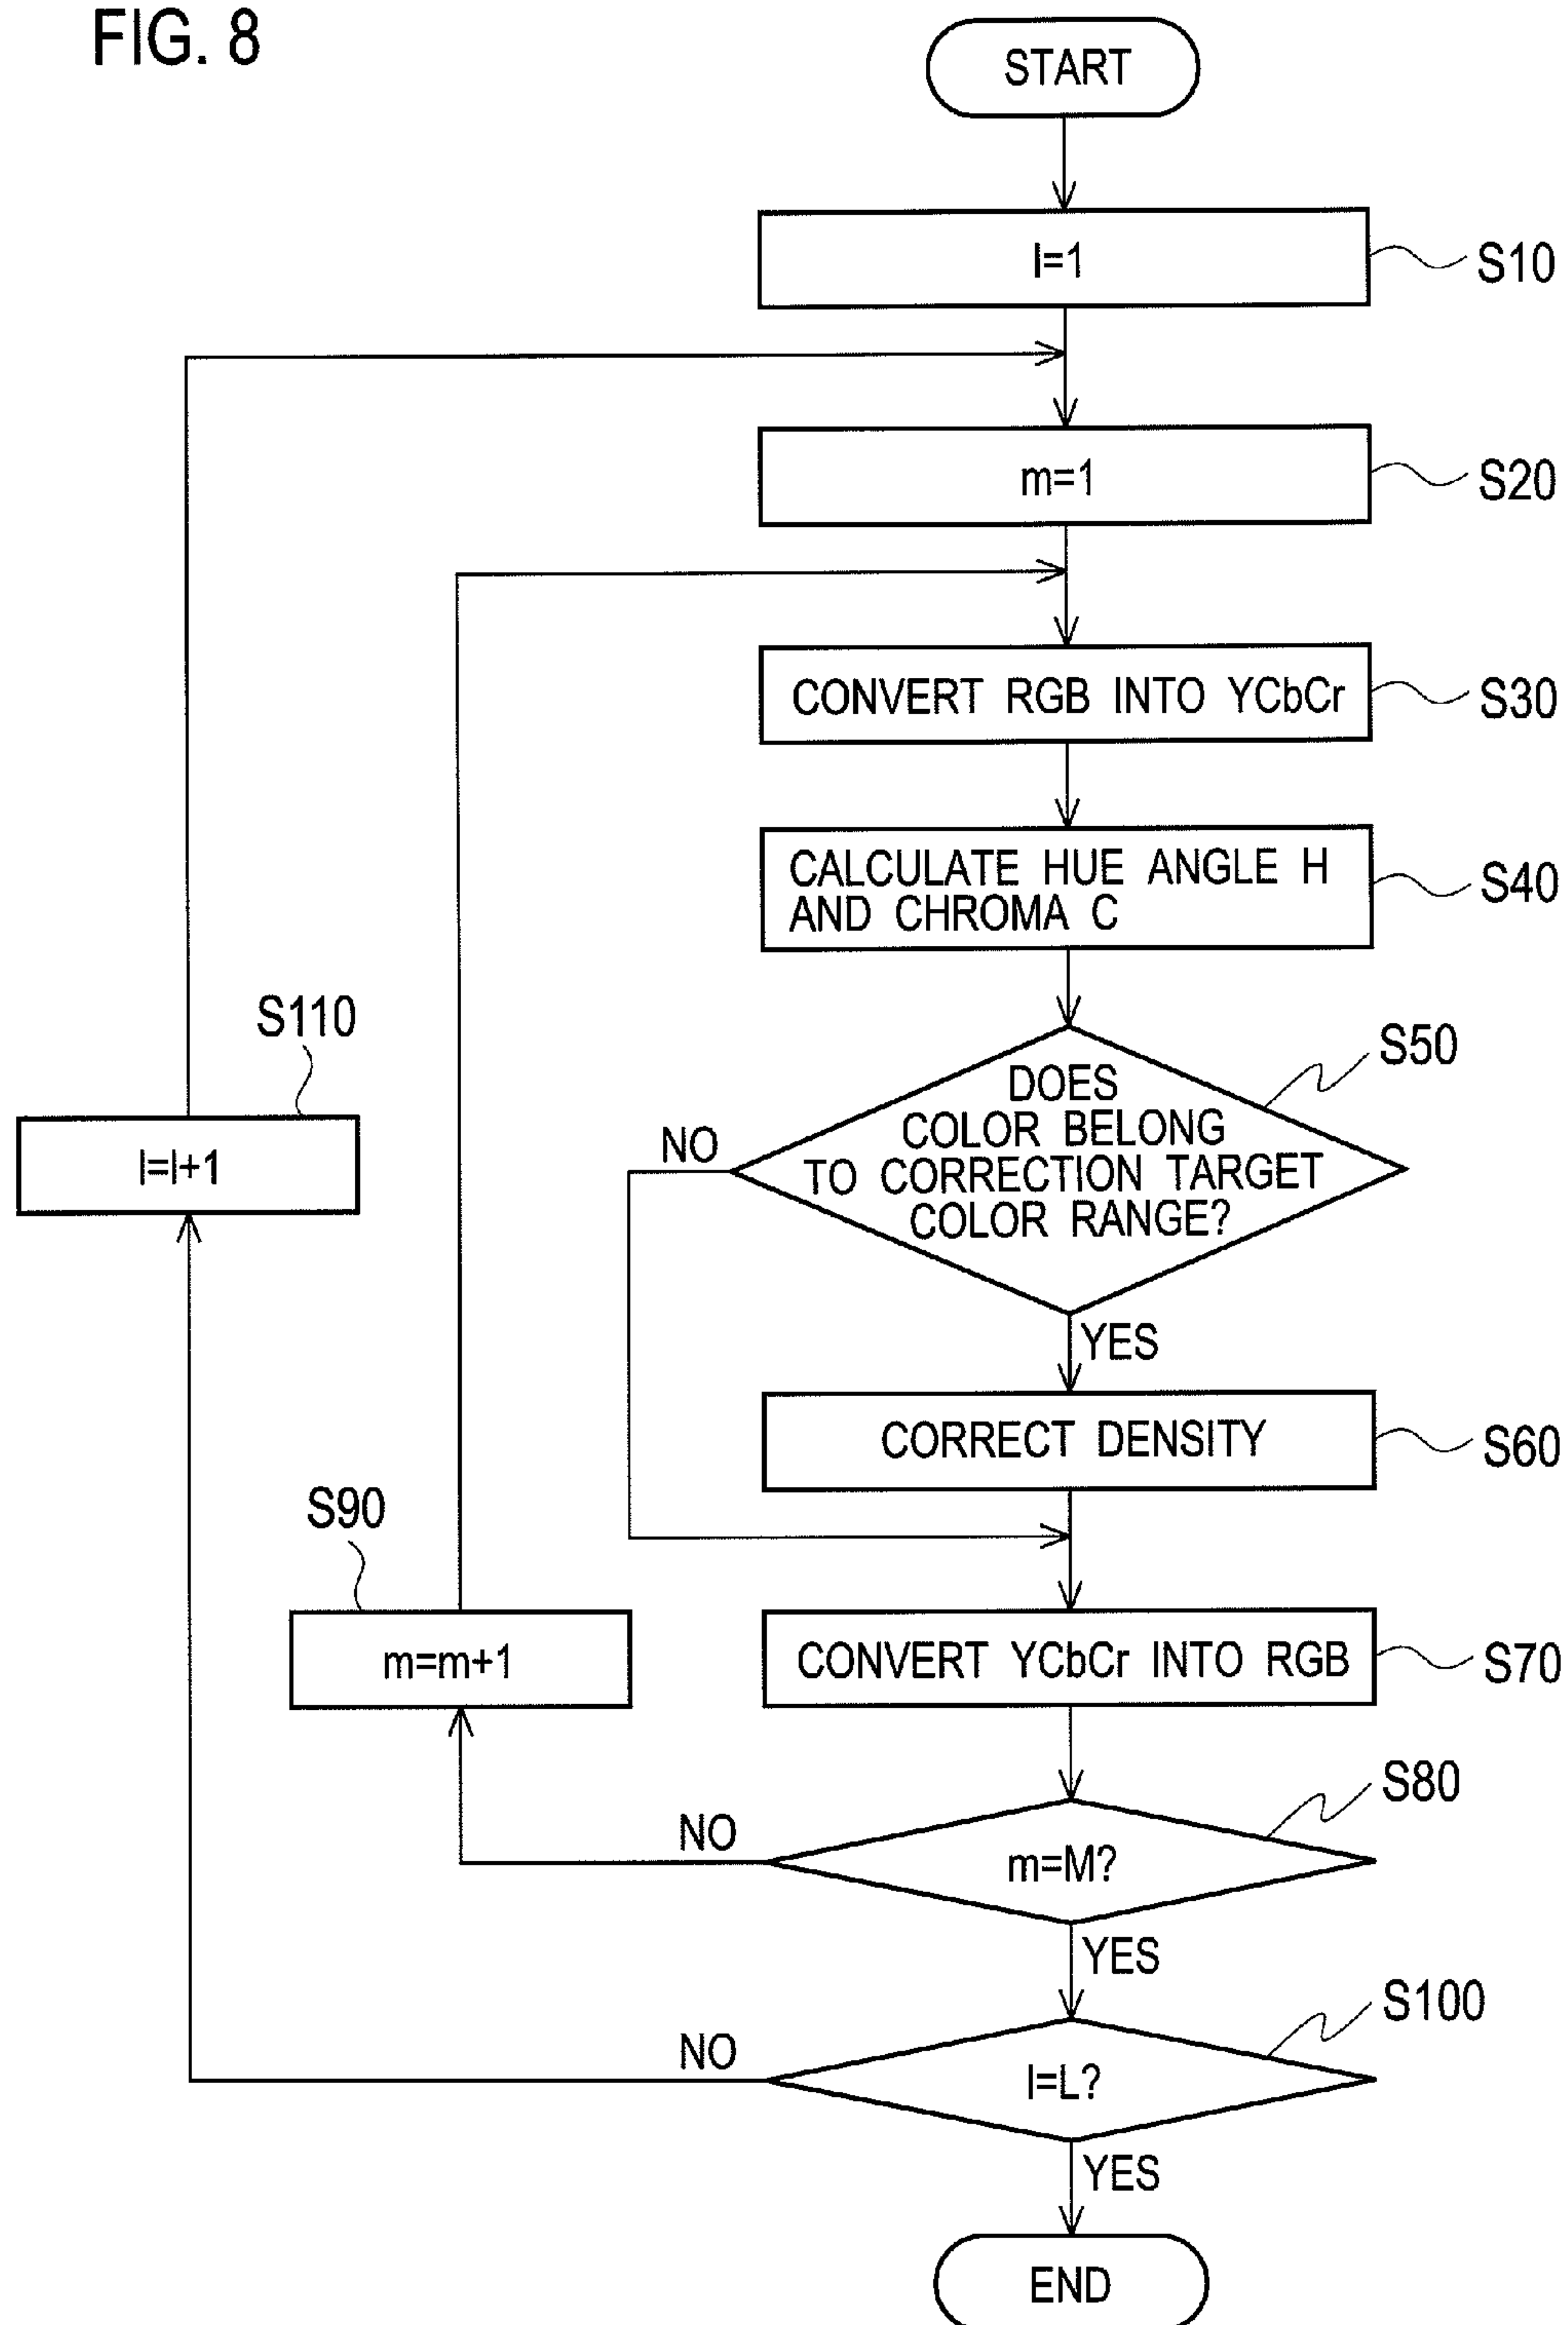 FIG. 8
START
l=1
S10
m=1
S20
CONVERT RGB INTO YCbCr
S30
CALCULATE HUE ANGLE H
AND CHROMA C
S40
S110
l=l+1
S50
DOES
COLOR BELONG
TO CORRECTION TARGET
COLOR RANGE?
NO
YES
CORRECT DENSITY
S60
S90
m=m+1
CONVERT YCbCr INTO RGB
S70
S80
NO
m=M?
YES
S100
NO
l=L?
YES
END